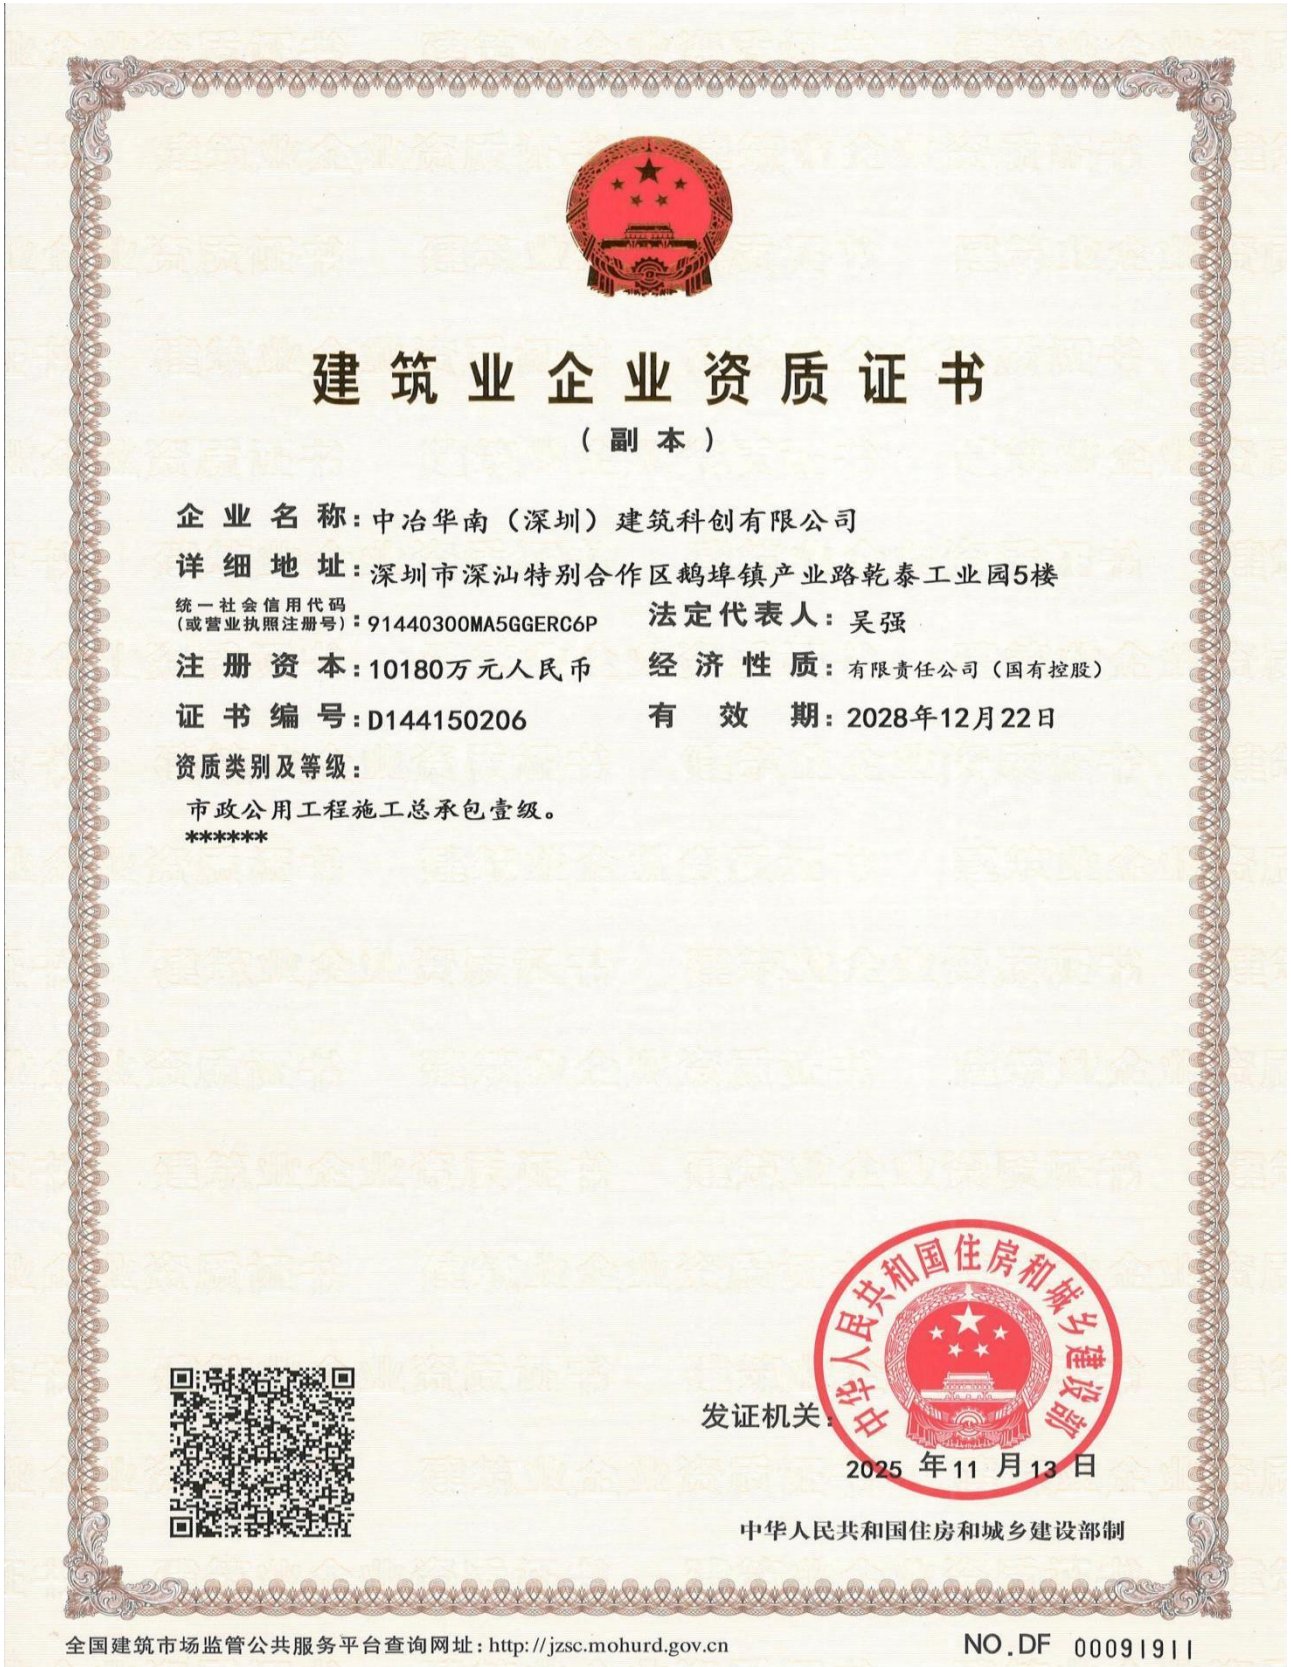 建筑业企业资质证书
（副本）
企业名称：中冶华南（深圳）建筑科创有限公司
详细地址：深圳市深汕特别合作区鹅埠镇产业路乾泰工业园5楼
统一社会信用代码
(或营业执照注册号)：91440300MA5GGERC6P 法定代表人：吴强
注册资本：10180万元人民币 经济性质：有限责任公司（国有控股）
证书编号：D144150206 有效期：2028年12月22日
资质类别及等级：
市政公用工程施工总承包壹级。
******
中华人民共和国住房和城乡建设部
发证机关：
2025 年 11 月 13 日
中华人民共和国住房和城乡建设部制
全国建筑市场监管公共服务平台查询网址：http://jzsc.mohurd.gov.cn NO.DF 00091911